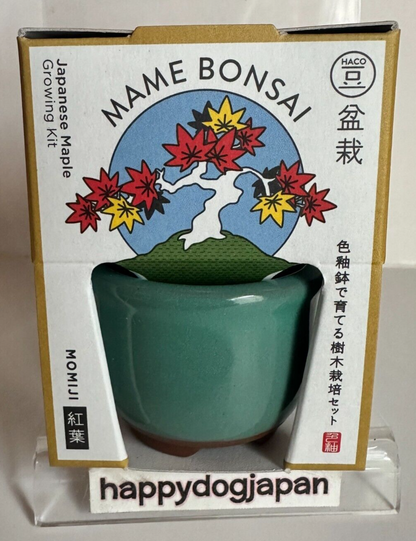 MAME BONSAI
Japanese Maple
Growing Kit
HACO
豆
盆栽
色釉鉢で育てる樹木栽培セット
MOMIJI
紅葉
happydogjapan